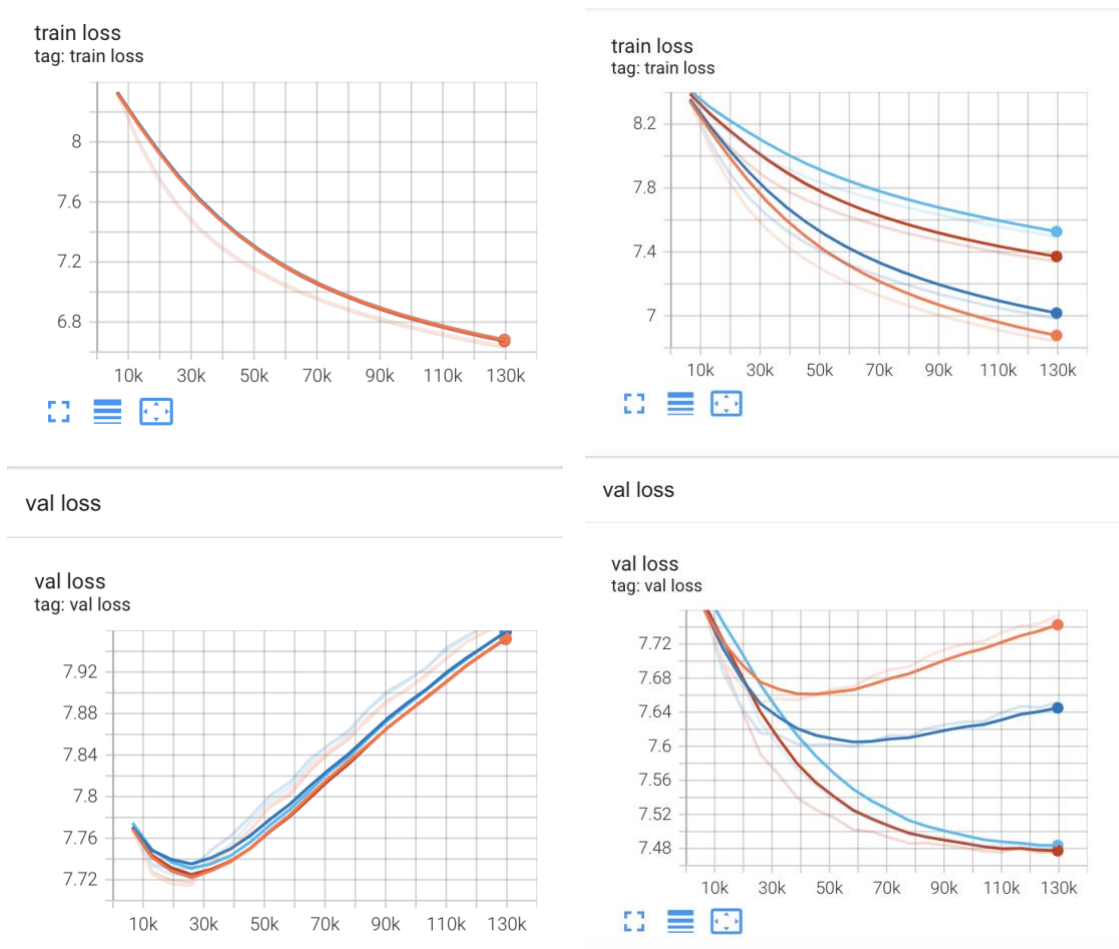 train loss
tag: train loss
8
7.6
7.2
6.8
10k 30k 50k 70k 90k 110k 130k
val loss
val loss
tag: val loss
7.92
7.88
7.84
7.8
7.76
7.72
10k 30k 50k 70k 90k 110k 130k
train loss
tag: train loss
8.2
7.8
7.4
7
10k 30k 50k 70k 90k 110k 130k
val loss
val loss
tag: val loss
7.72
7.68
7.64
7.6
7.56
7.52
7.48
10k 30k 50k 70k 90k 110k 130k